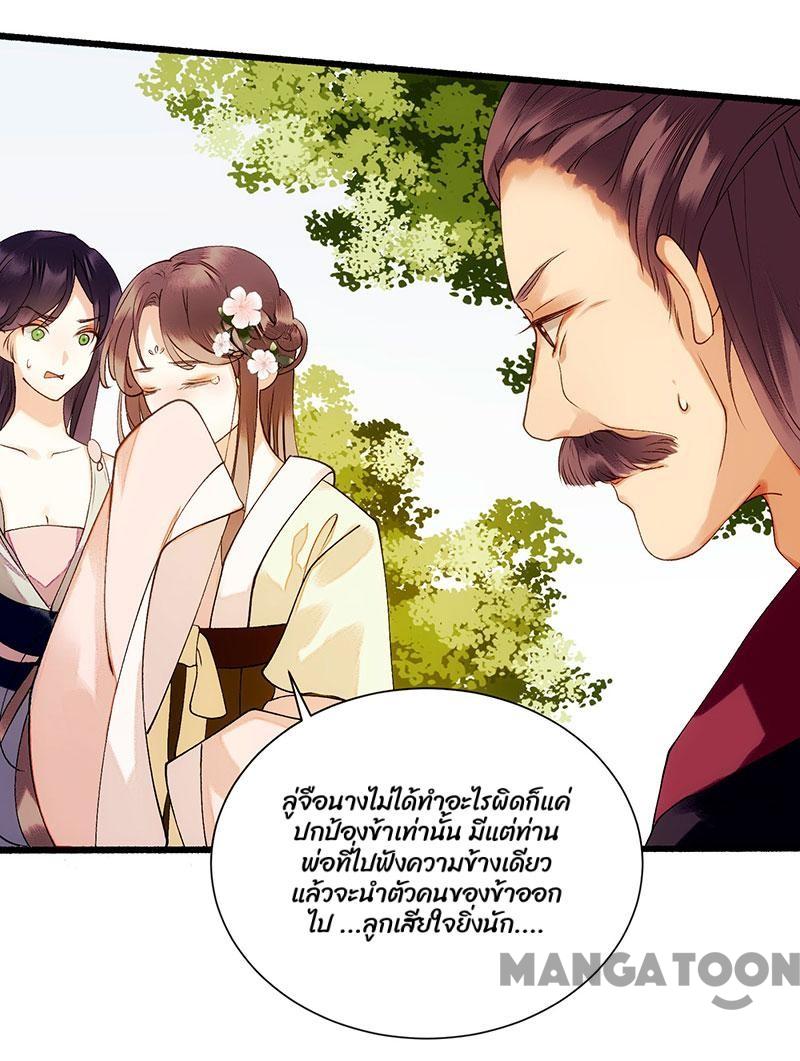 ลู่จือนางไม่ได้ทำอะไรผิดก็แค่
ปกป้องข้าเท่านั้น มีแต่ท่าน
พ่อที่ไปฟังความข้างเดียว
แล้วจะนำตัวคนของข้าออก
ไป ...ลูกเสียใจยิ่งนัก....
MANGATOON